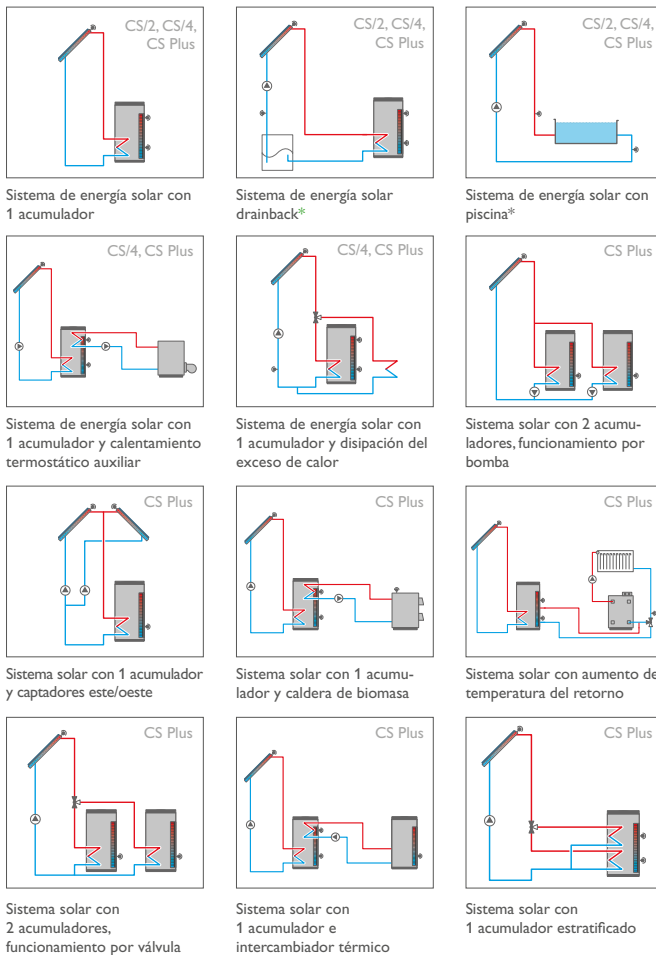 CS/2, CS/4,
CS Plus
Sistema de energía solar con
1 acumulador
CS/2, CS/4,
CS Plus
Sistema de energía solar
drainback*
CS/2, CS/4,
CS Plus
Sistema de energía solar con
piscina*
CS/4, CS Plus
Sistema de energía solar con
1 acumulador y calentamiento
termostático auxiliar
CS/4, CS Plus
Sistema de energía solar con
1 acumulador y disipación del
exceso de calor
CS Plus
Sistema solar con 2 acumu-
ladores, funcionamiento por
bomba
CS Plus
Sistema solar con 1 acumulador
y captadores este/oeste
CS Plus
Sistema solar con 1 acumu-
lador y caldera de biomasa
CS Plus
Sistema solar con aumento de
temperatura del retorno
CS Plus
Sistema solar con
2 acumuladores,
funcionamiento por válvula
CS Plus
Sistema solar con
1 acumulador e
intercambiador térmico
CS Plus
Sistema solar con
1 acumulador estratificado